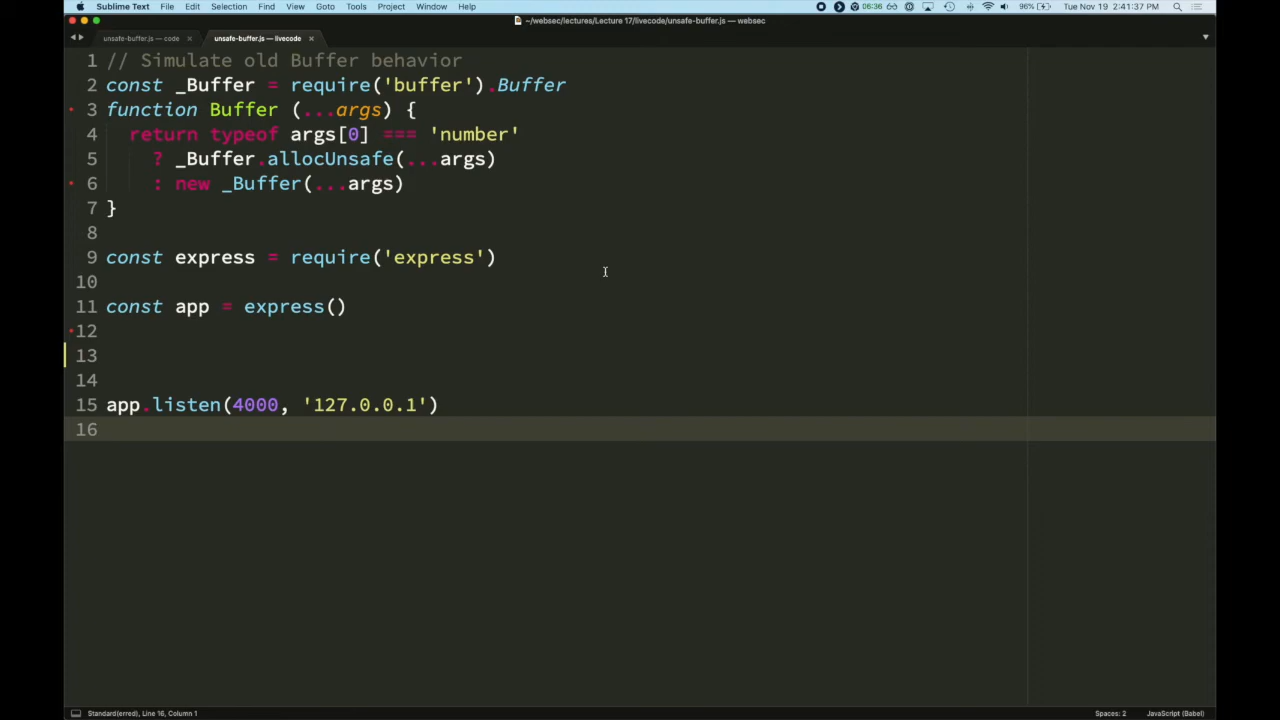 Sublime Text File Edit Selection Find View Goto Tools Project Window Help 06:36 96% Tue Nov 19 2:41:37 PM
~/websec/lectures/Lecture 17/livecode/unsafe-buffer.js — websec
unsafe-buffer.js — code × unsafe-buffer.js — livecode ×
1 // Simulate old Buffer behavior
2 const _Buffer = require('buffer').Buffer
3 function Buffer (...args) {
4 return typeof args[0] === 'number'
5 ? _Buffer.allocUnsafe(...args)
6 : new _Buffer(...args)
7 }
8
9 const express = require('express')
10
11 const app = express()
12
13
14
15 app.listen(4000, '127.0.0.1')
16
Standard(erred), Line 16, Column 1 Spaces: 2 JavaScript (Babel)